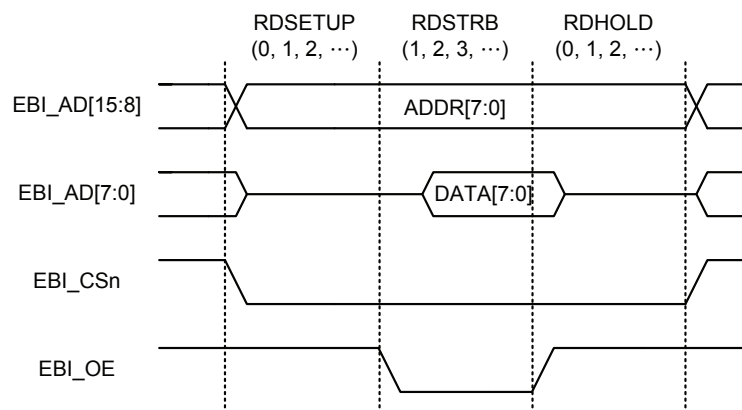 RDSETUP RDSTRB RDHOLD
(0, 1, 2, ⋯) (1, 2, 3, ⋯) (0, 1, 2, ⋯)
EBI_AD[15:8] ADDR[7:0]
EBI_AD[7:0] DATA[7:0]
EBI_CSn
EBI_OE